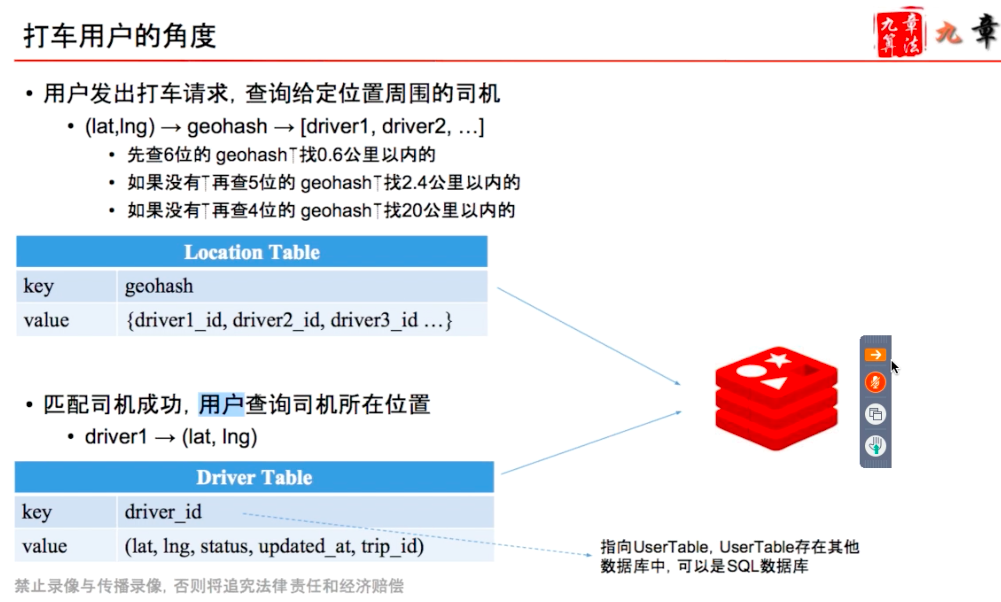 打车用户的角度
九章
算法
九章
• 用户发出打车请求, 查询给定位置周围的司机
• (lat,lng) → geohash → [driver1, driver2, …]
• 先查6位的 geohash↑找0.6公里以内的
• 如果没有↑再查5位的 geohash↑找2.4公里以内的
• 如果没有↑再查4位的 geohash↑找20公里以内的
Location Table
key geohash
value {driver1_id, driver2_id, driver3_id …}
• 匹配司机成功, 用户查询司机所在位置
• driver1 → (lat, lng)
Driver Table
key driver_id
value (lat, lng, status, updated_at, trip_id)
指向UserTable, UserTable存在其他
数据库中, 可以是SQL数据库
禁止录像与传播录像, 否则将追究法律责任和经济赔偿